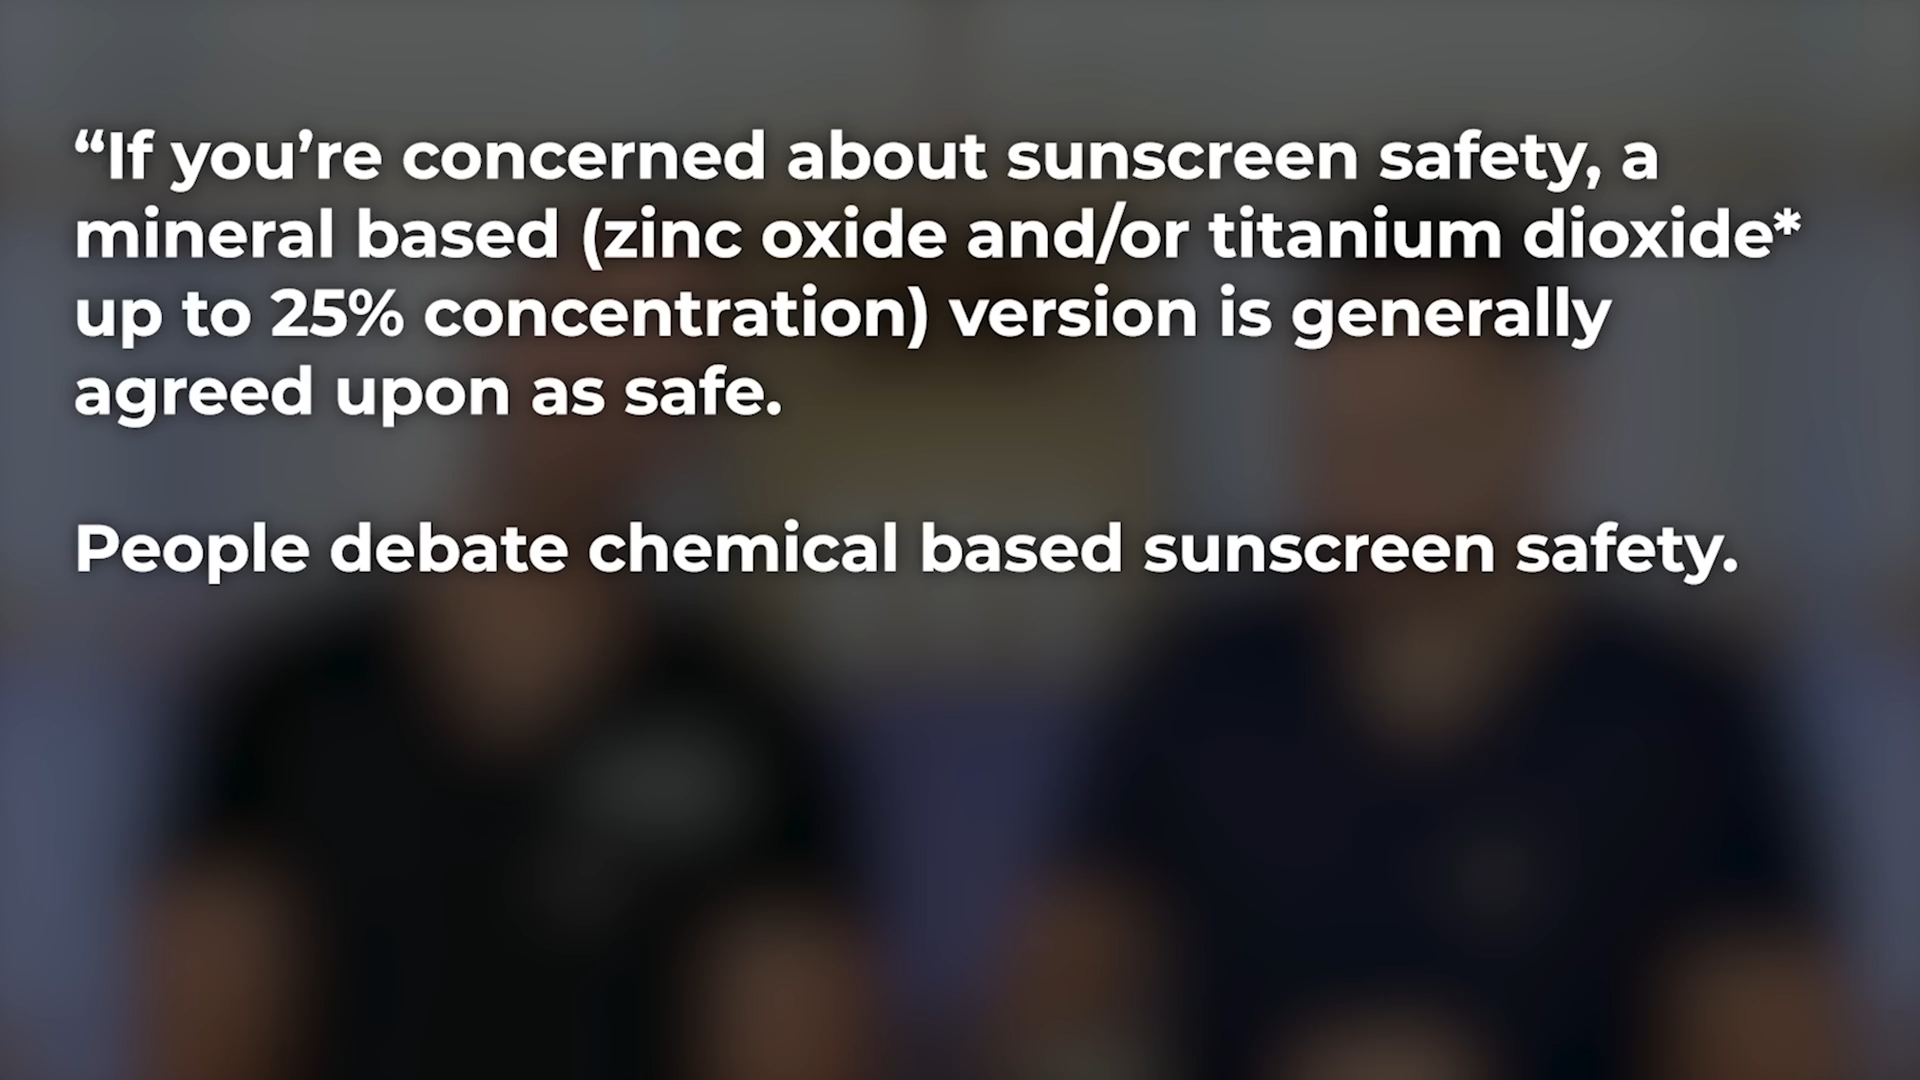 “If you’re concerned about sunscreen safety, a
mineral based (zinc oxide and/or titanium dioxide*
up to 25% concentration) version is generally
agreed upon as safe.
People debate chemical based sunscreen safety.